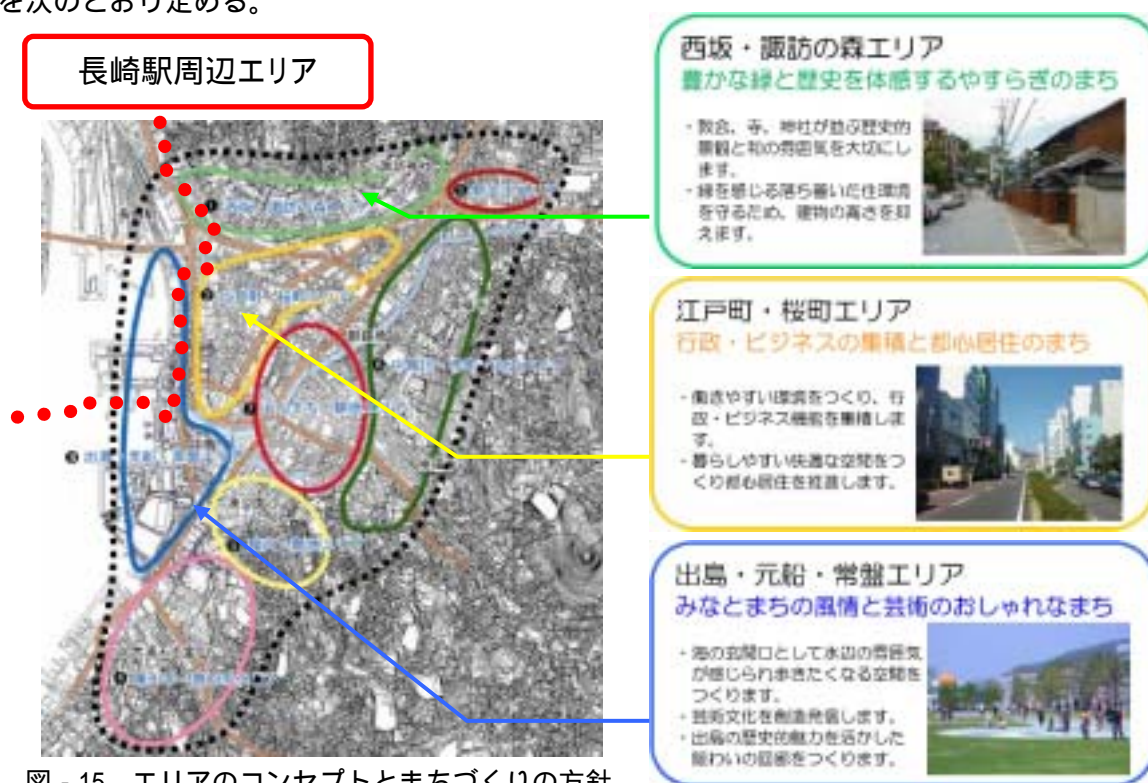 を次のとおり定める。
長崎駅周辺エリア
西坂・諏訪の森エリア
豊かな緑と歴史を体感するやすらぎのまち
・教会、寺、神社が並ぶ歴史的
景観と和の雰囲気を大切にし
ます。
・緑を感じる落ち着いた住環境
を守るため、建物の高さを抑
えます。
江戸町・桜町エリア
行政・ビジネスの集積と都心居住のまち
・働きやすい環境をつくり、行
政・ビジネス機能を集積しま
す。
・暮らしやすい快適な空間をつ
くり都心居住を推進します。
出島・元船・常盤エリア
みなとまちの風情と芸術のおしゃれなまち
・海の玄関口として水辺の雰囲気
が感じられ歩きたくなる空間を
つくります。
・芸術文化を創造発信します。
・出島の歴史的魅力を活かした
賑わいの回廊をつくります。
図‐15 エリアのコンセプトとまちづくりの方針